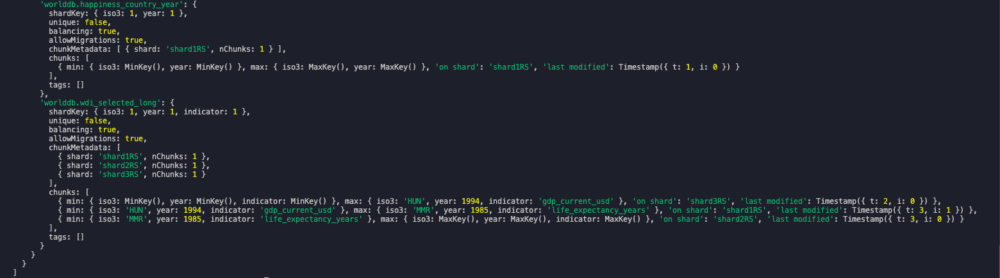 'worlddb.happiness_country_year': {
shardKey: { iso3: 1, year: 1 },
unique: false,
balancing: true,
allowMigrations: true,
chunkMetadata: [ { shard: 'shard1RS', nChunks: 1 } ],
chunks: [
{ min: { iso3: MinKey(), year: MinKey() }, max: { iso3: MaxKey(), year: MaxKey() }, 'on shard': 'shard1RS', 'last modified': Timestamp({ t: 1, i: 0 }) }
],
tags: []
},
'worlddb.wdi_selected_long': {
shardKey: { iso3: 1, year: 1, indicator: 1 },
unique: false,
balancing: true,
allowMigrations: true,
chunkMetadata: [
{ shard: 'shard1RS', nChunks: 1 },
{ shard: 'shard2RS', nChunks: 1 },
{ shard: 'shard3RS', nChunks: 1 }
],
chunks: [
{ min: { iso3: MinKey(), year: MinKey(), indicator: MinKey() }, max: { iso3: 'HUN', year: 1994, indicator: 'gdp_current_usd' }, 'on shard': 'shard3RS', 'last modified': Timestamp({ t: 2, i: 0 }) },
{ min: { iso3: 'HUN', year: 1994, indicator: 'gdp_current_usd' }, max: { iso3: 'MMR', year: 1985, indicator: 'life_expectancy_years' }, 'on shard': 'shard1RS', 'last modified': Timestamp({ t: 3, i: 1 }) },
{ min: { iso3: 'MMR', year: 1985, indicator: 'life_expectancy_years' }, max: { iso3: MaxKey(), year: MaxKey(), indicator: MaxKey() }, 'on shard': 'shard2RS', 'last modified': Timestamp({ t: 3, i: 0 }) }
],
tags: []
}
}
}
]